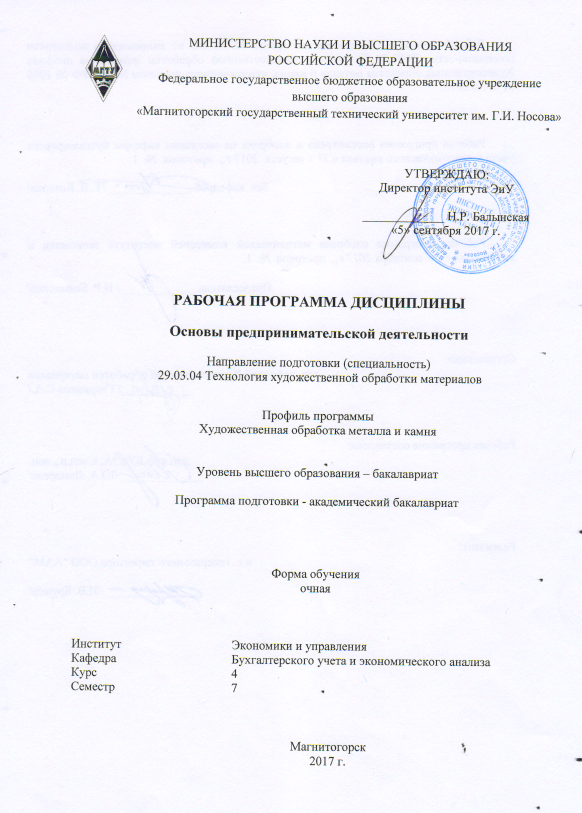 МИНИСТЕРСТВО НАУКИ И ВЫСШЕГО ОБРАЗОВАНИЯ
РОССИЙСКОЙ ФЕДЕРАЦИИ
Федеральное государственное бюджетное образовательное учреждение
высшего образования
«Магнитогорский государственный технический университет им. Г.И. Носова»
УТВЕРЖДАЮ:
Директор института ЭиУ
Н.Р. Балынская
«5» сентября 2017 г.
РАБОЧАЯ ПРОГРАММА ДИСЦИПЛИНЫ
Основы предпринимательской деятельности
Направление подготовки (специальность)
29.03.04 Технология художественной обработки материалов
Профиль программы
Художественная обработка металла и камня
Уровень высшего образования – бакалавриат
Программа подготовки - академический бакалавриат
Форма обучения
очная
Институт Экономики и управления
Кафедра Бухгалтерского учета и экономического анализа
Курс 4
Семестр 7
Магнитогорск
2017 г.